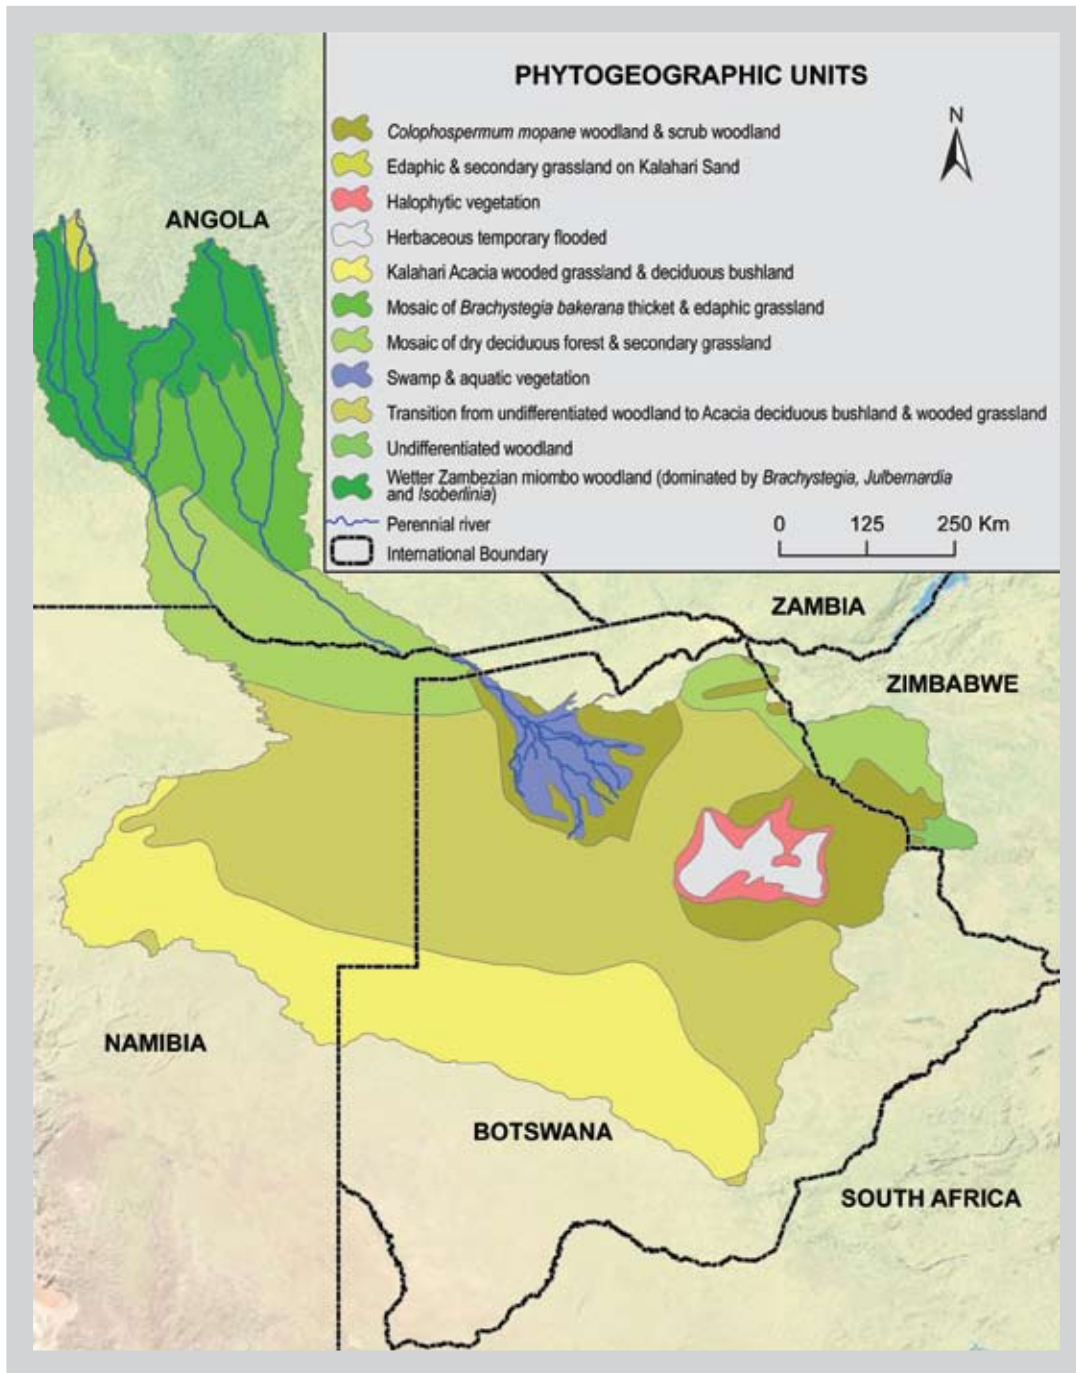 PHYTOGEOGRAPHIC UNITS
N
Colophospermum mopane woodland & scrub woodland
Edaphic & secondary grassland on Kalahari Sand
Halophytic vegetation
Herbaceous temporary flooded
Kalahari Acacia wooded grassland & deciduous bushland
Mosaic of Brachystegia bakerana thicket & edaphic grassland
Mosaic of dry deciduous forest & secondary grassland
Swamp & aquatic vegetation
Transition from undifferentiated woodland to Acacia deciduous bushland & wooded grassland
Undifferentiated woodland
Wetter Zambezian miombo woodland (dominated by Brachystegia, Julbernardia
and Isoberlinia)
Perennial river
International Boundary
0 125 250 Km
ANGOLA
ZAMBIA
ZIMBABWE
NAMIBIA
BOTSWANA
SOUTH AFRICA